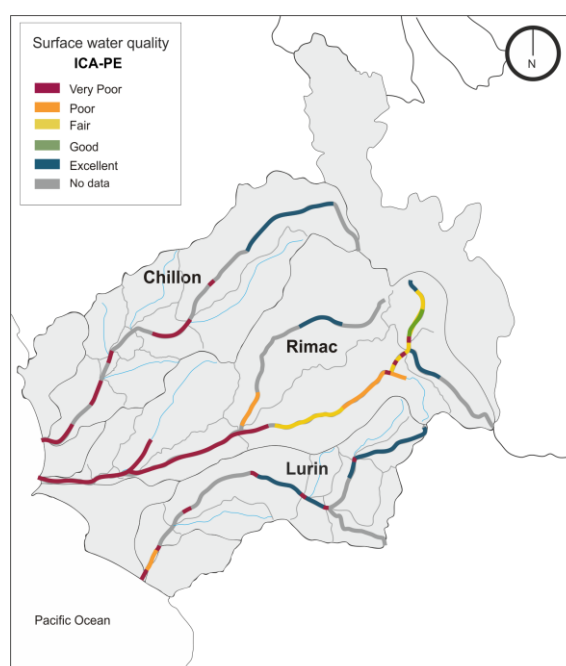 Surface water quality
ICA-PE
Very Poor
Poor
Fair
Good
Excellent
No data
N
Chillon
Rimac
Lurin
Pacific Ocean